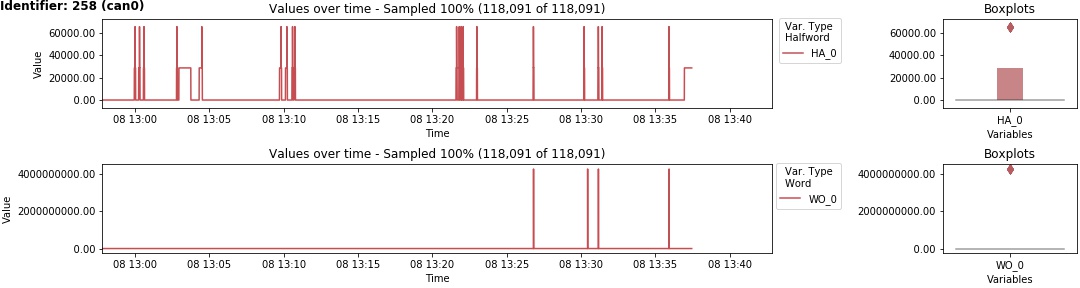 Identifier: 258 (can0)
Values over time - Sampled 100% (118,091 of 118,091)
Boxplots
60000.00
40000.00
20000.00
0.00
Value
08 13:00 08 13:05 08 13:10 08 13:15 08 13:20 08 13:25 08 13:30 08 13:35 08 13:40
Time
Var. Type
Halfword
HA_0
60000.00
40000.00
20000.00
0.00
HA_0
Variables
Values over time - Sampled 100% (118,091 of 118,091)
Boxplots
4000000000.00
2000000000.00
0.00
Value
08 13:00 08 13:05 08 13:10 08 13:15 08 13:20 08 13:25 08 13:30 08 13:35 08 13:40
Time
Var. Type
Word
WO_0
4000000000.00
2000000000.00
0.00
WO_0
Variables